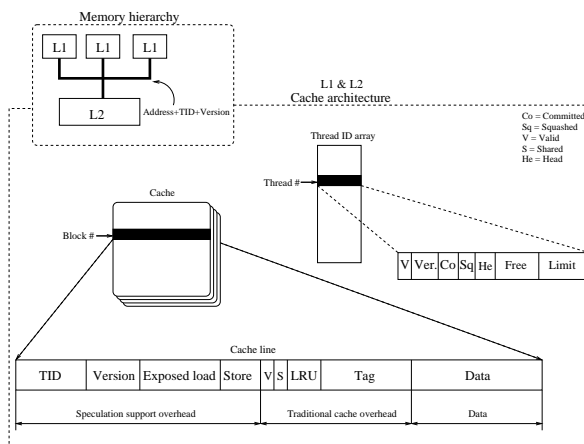 Memory hierarchy
L1 L1 L1
Address+TID+Version
L2
L1 & L2
Cache architecture
Co = Committed
Sq = Squashed
V = Valid
S = Shared
He = Head
Thread ID array
Thread #
Cache
Block #
V Ver. Co Sq He Free Limit
Cache line
TID Version Exposed load Store V S LRU Tag Data
Speculation support overhead Traditional cache overhead Data